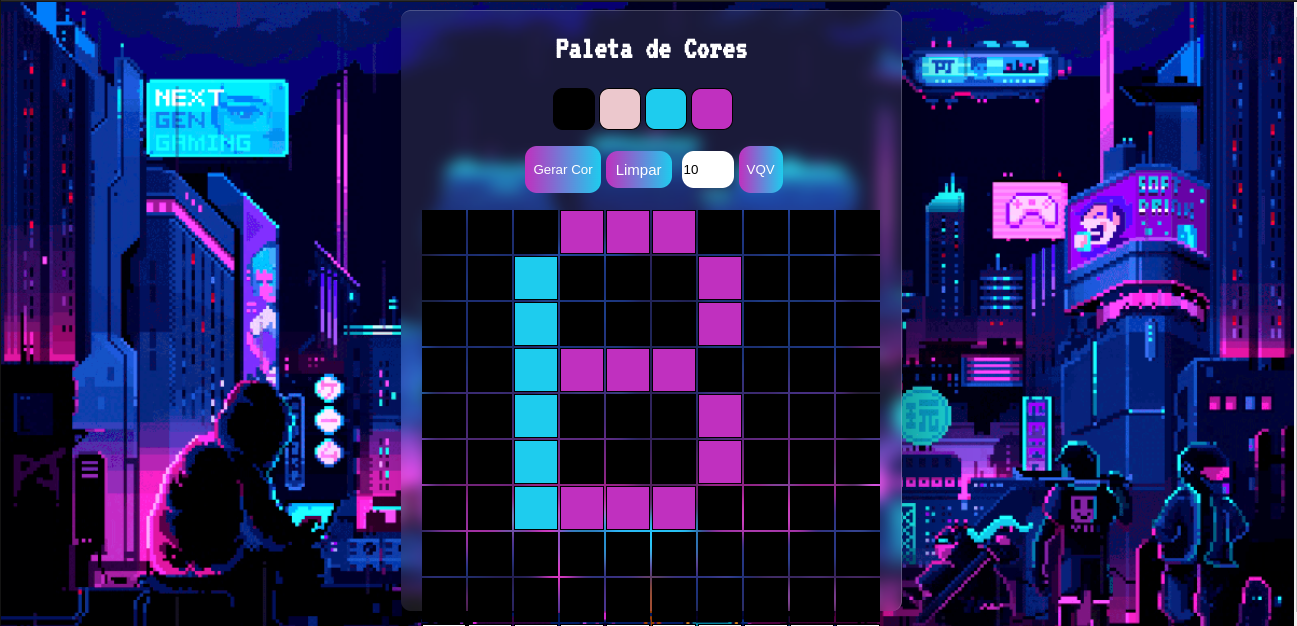 Paleta de Cores
NEXT
GEN
GAMING
Gerar Cor
Limpar
10
VQV